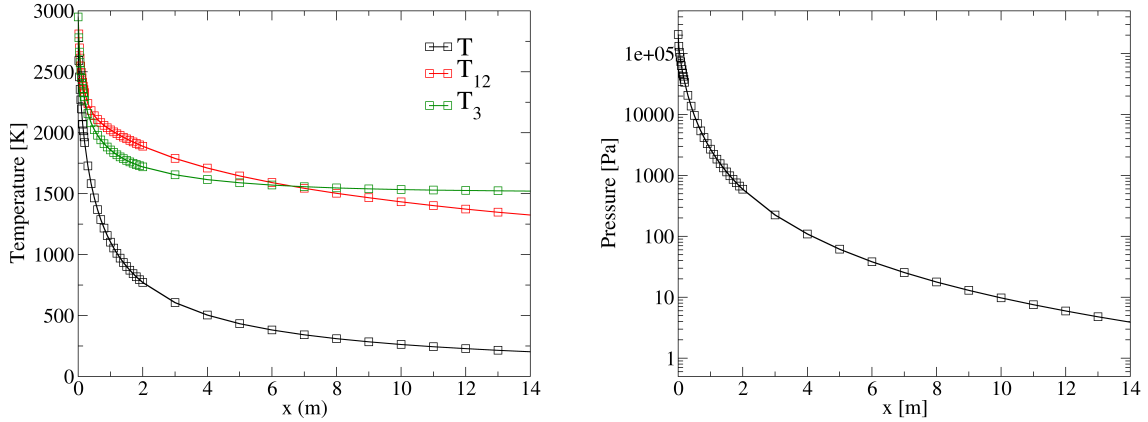 3000
2500
2000
1500
1000
500
0
Temperature [K]
T
T12
T3
0 2 4 6 8 10 12 14
x (m)
1e+05
10000
1000
100
10
1
Pressure [Pa]
0 2 4 6 8 10 12 14
x [m]